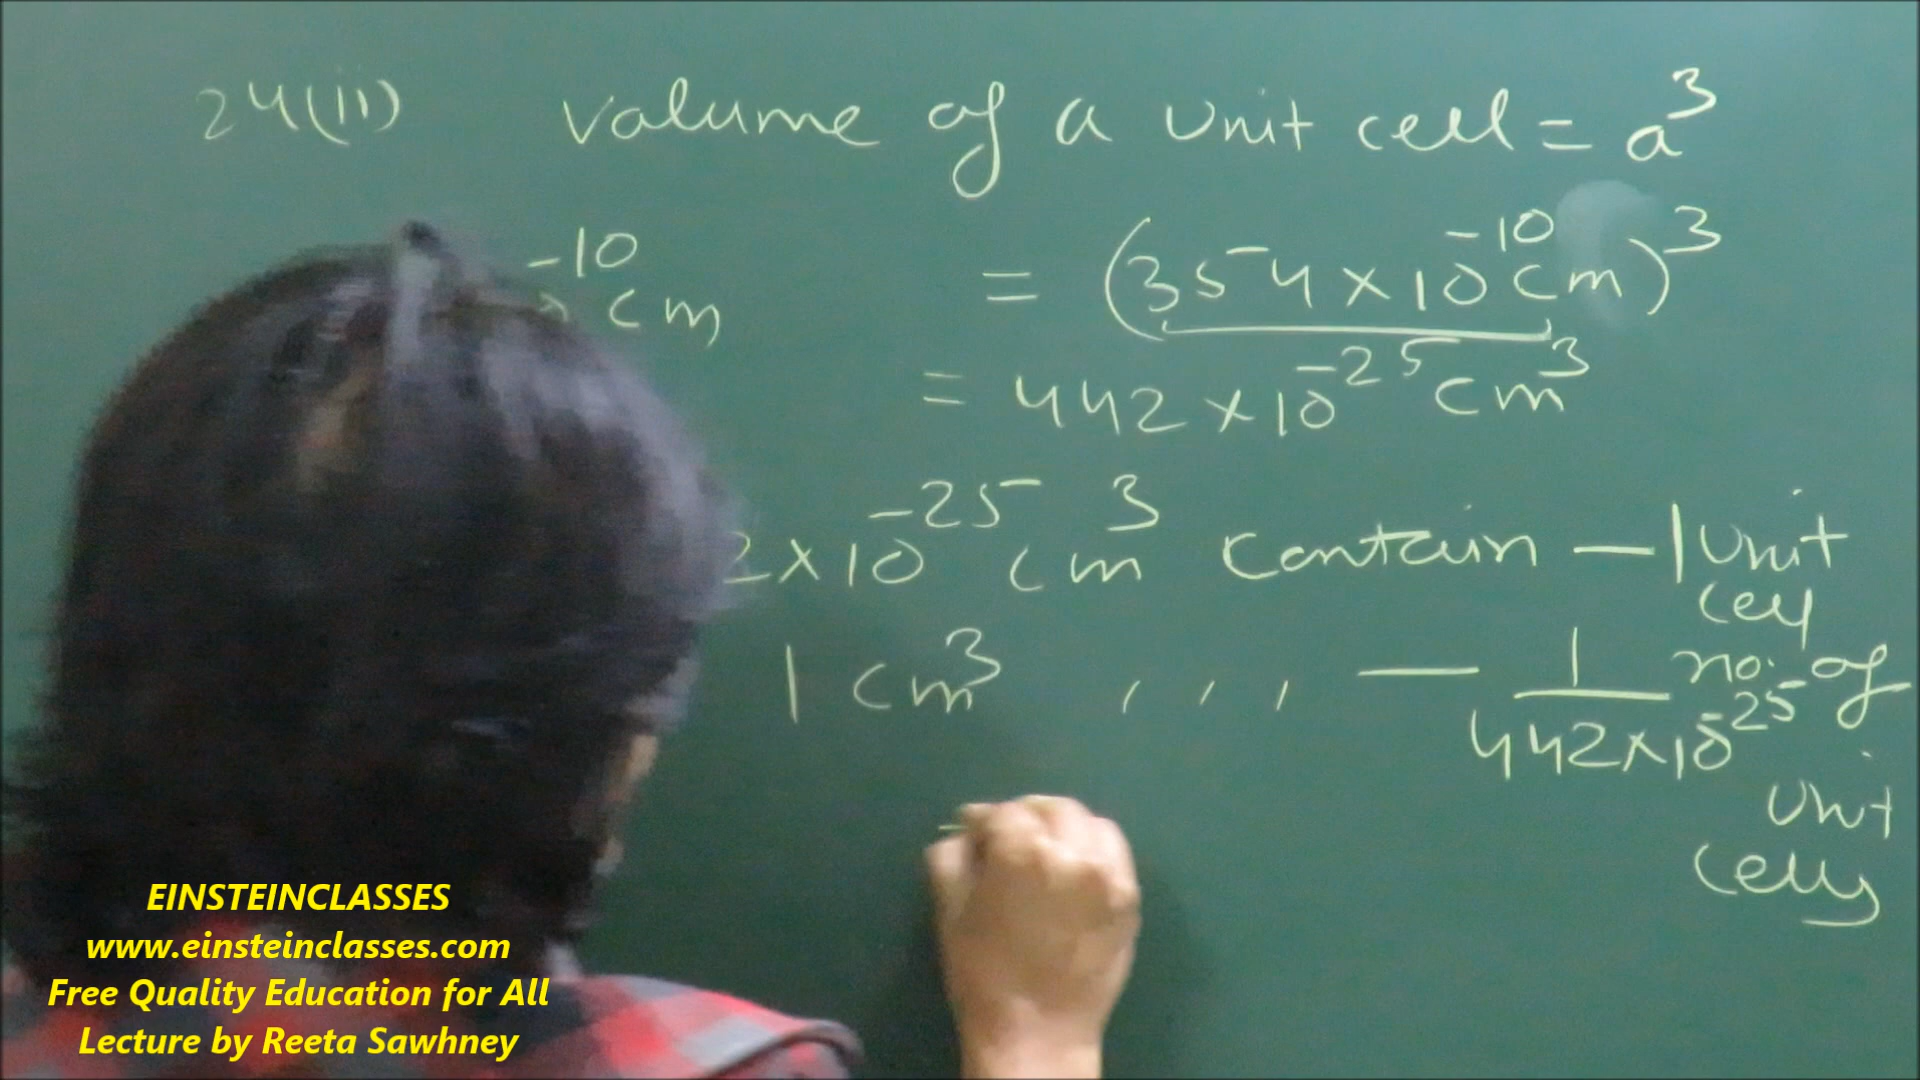 24(ii) Volume of a unit cell = a³
-10 cm = (354 × 10⁻¹⁰ cm)³
= 442 × 10⁻²⁵ cm³
2 × 10⁻²⁵ cm³ contain — 1 unit cell
1 cm³ , , , — 1 / 442 × 10⁻²⁵ no. of unit cells
EINSTEINCLASSES
www.einsteinclasses.com
Free Quality Education for All
Lecture by Reeta Sawhney